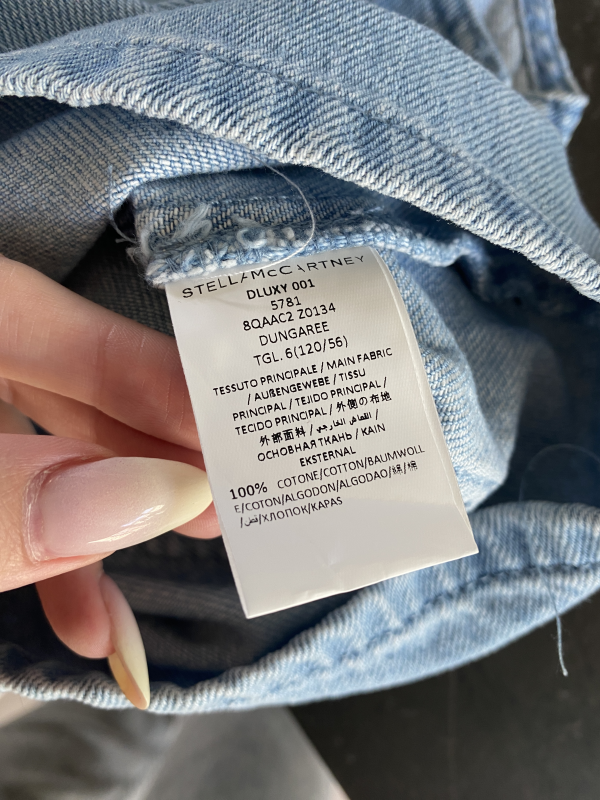 STELLA McCARTNEY
DLUXY 001
5781
8QAAC2 Z0134
DUNGAREE
TGL. 6(120/56)
TESSUTO PRINCIPALE / MAIN FABRIC
/ AUßENGEWEBE / TISSU
PRINCIPAL / TEJIDO PRINCIPAL /
TECIDO PRINCIPAL / 外側の布地
外部面料 / القماش الخارجي /
ОСНОВНАЯ ТКАНЬ / KAIN
EKSTERNAL
100% COTONE/COTTON/BAUMWOLL
E/COTON/ALGODON/ALGODAO/綿/棉
/قطن/ХЛОПОК/KAPAS